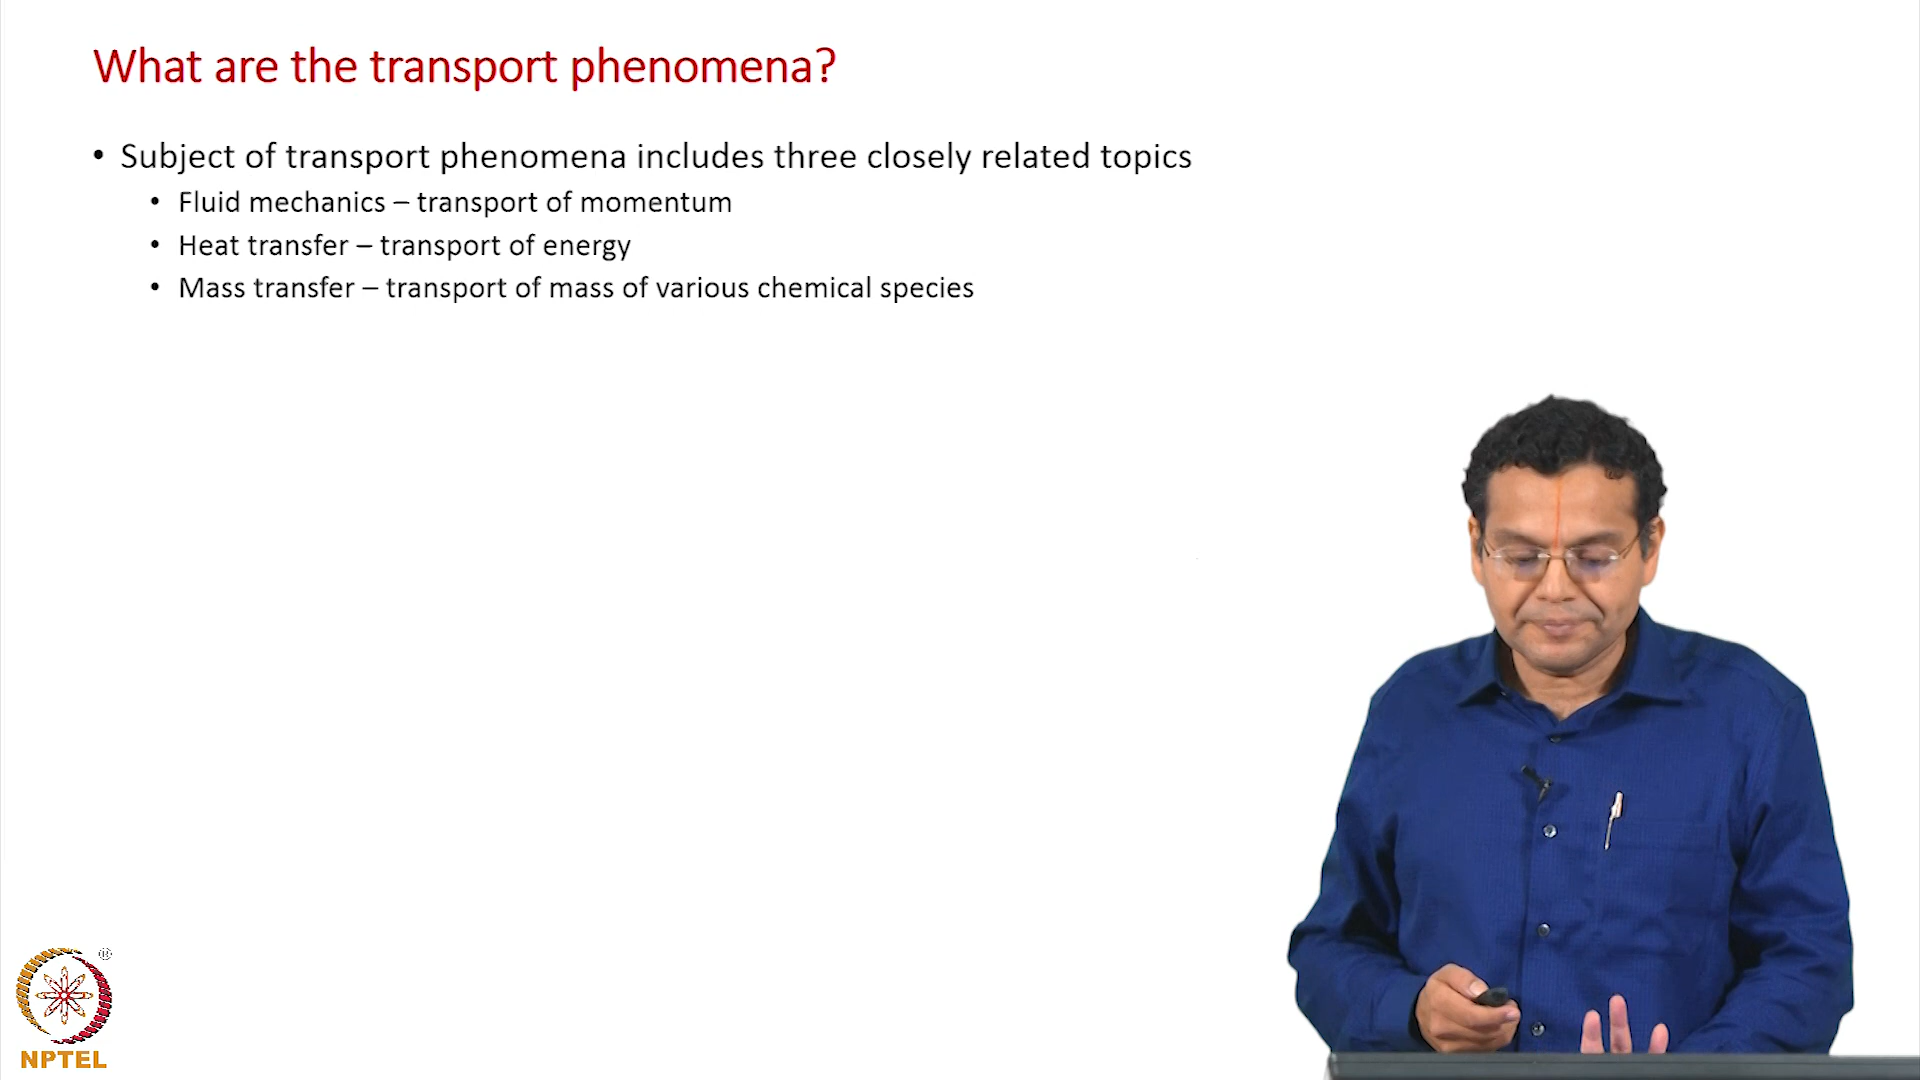 What are the transport phenomena?
• Subject of transport phenomena includes three closely related topics
• Fluid mechanics – transport of momentum
• Heat transfer – transport of energy
• Mass transfer – transport of mass of various chemical species
®
NPTEL